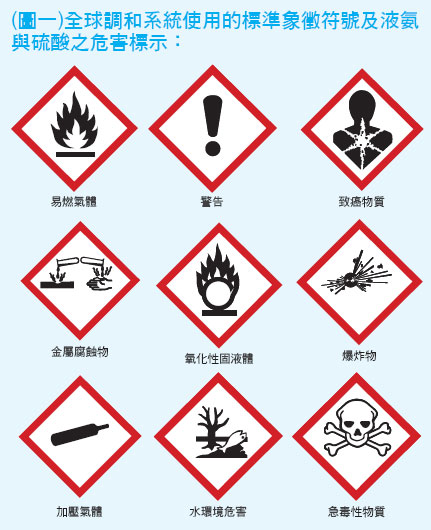 (圖一)全球調和系統使用的標準象徵符號及液氨
與硫酸之危害標示：
易燃氣體
警告
致癌物質
金屬腐蝕物
氧化性固液體
爆炸物
加壓氣體
水環境危害
急毒性物質